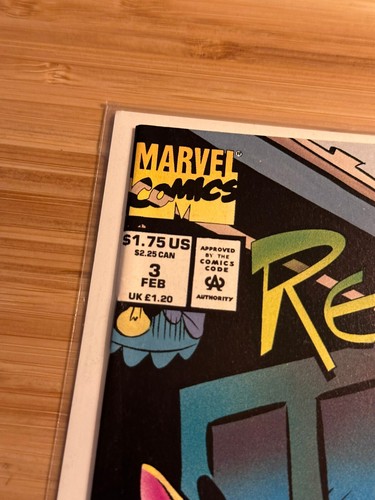 MARVEL
COMICS
$1.75 US
$2.25 CAN
3
FEB
UK £1.20
APPROVED
BY THE
COMICS
CODE
AUTHORITY
Re